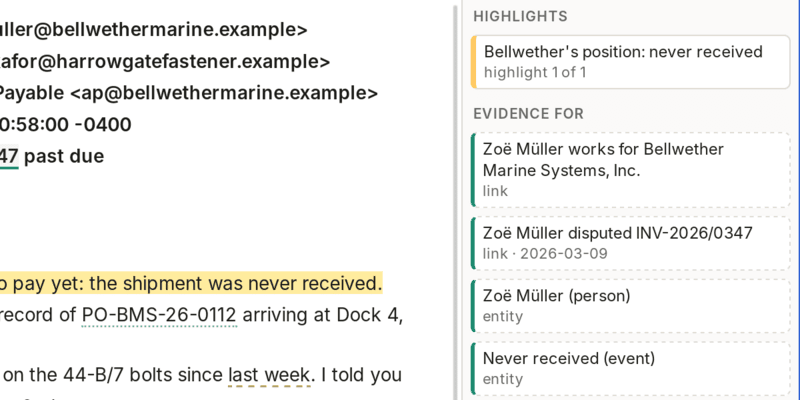 uller@bellwethermarine.example>
afor@harrowgatefastener.example>
Payable <ap@bellwethermarine.example>
0:58:00 -0400
47 past due
o pay yet: the shipment was never received.
record of PO-BMS-26-0112 arriving at Dock 4,
on the 44-B/7 bolts since last week. I told you
HIGHLIGHTS
Bellwether's position: never received
highlight 1 of 1
EVIDENCE FOR
Zoë Müller works for Bellwether
Marine Systems, Inc.
link
Zoë Müller disputed INV-2026/0347
link · 2026-03-09
Zoë Müller (person)
entity
Never received (event)
entity